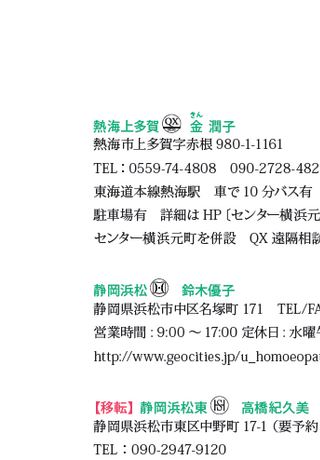 きん
熱海上多賀 QX 金 潤子
熱海市上多賀字赤根 980-1-1161
TEL：0559-74-4808　090-2728-482
東海道本線熱海駅　車で 10 分バス有
駐車場有　詳細は HP［センター横浜元
センター横浜元町を併設　QX 遠隔相談
静岡浜松 H 鈴木優子
静岡県浜松市中区名塚町 171　TEL/FA
営業時間 : 9:00 ～ 17:00 定休日 : 水曜午
http://www.geocities.jp/u_homoeopa
【移転】静岡浜松東 H 高橋紀久美
静岡県浜松市東区中野町 17-1（要予約
TEL：090-2947-9120